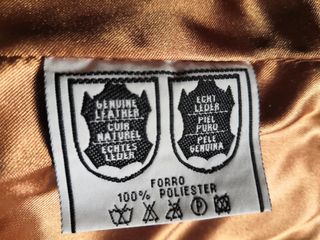 GENUINE
LEATHER
CUIR
NATUREL
ECHTES
LEDER
ECHT
LEDER
PIEL
PURO
PELE
GENUINA
FORRO
100% POLIESTER
P